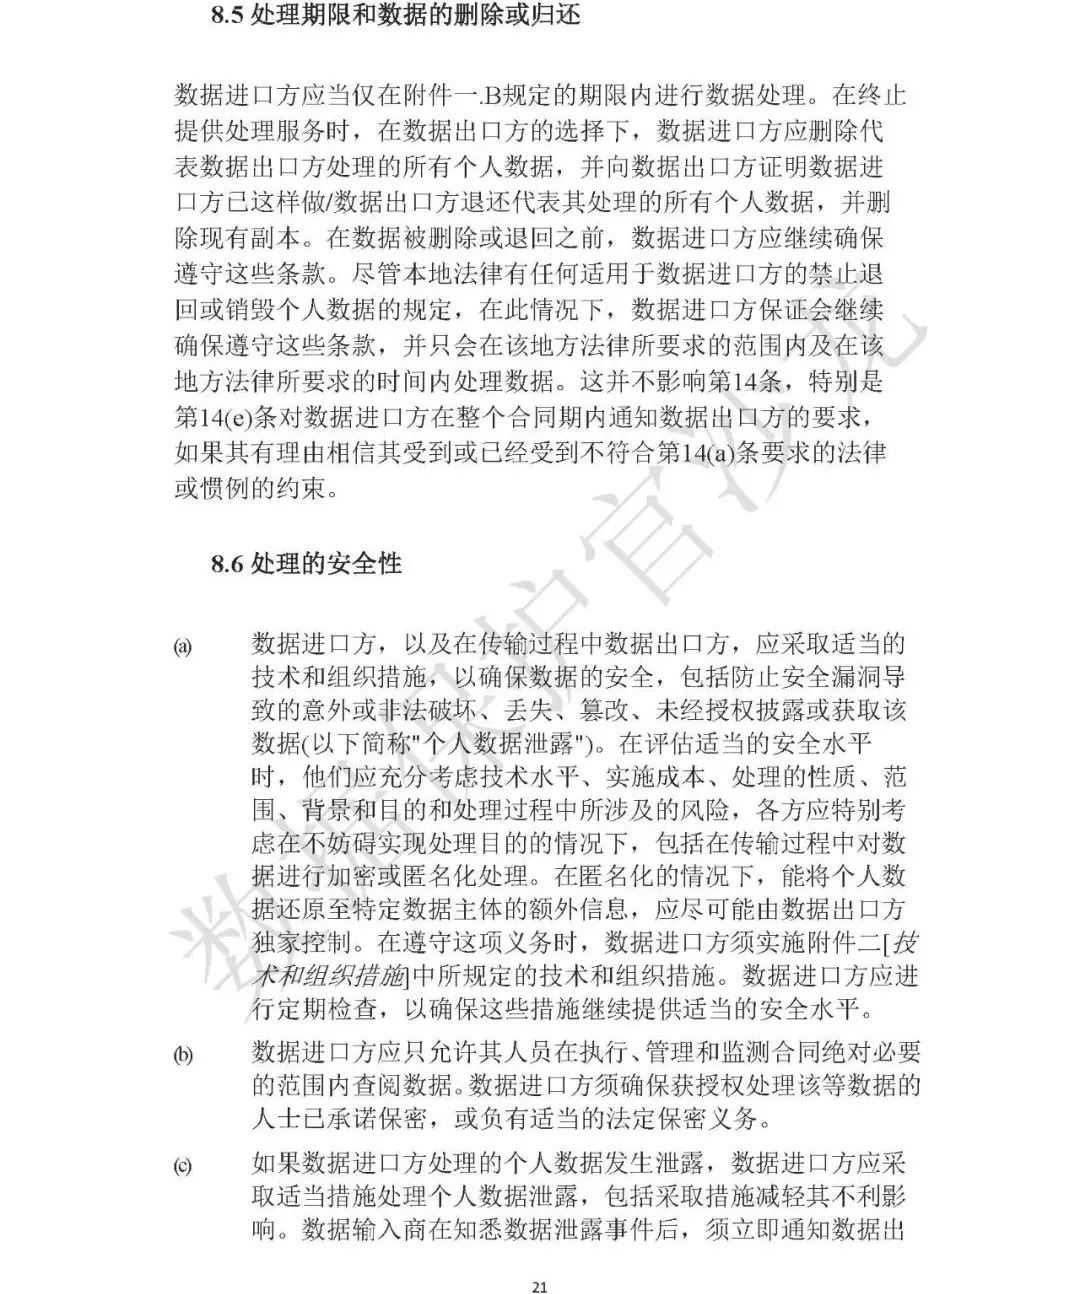 8.5 处理期限和数据的删除或归还
数据进口方应当仅在附件一.B规定的期限内进行数据处理。在终止
提供处理服务时，在数据出口方的选择下，数据进口方应删除代
表数据出口方处理的所有个人数据，并向数据出口方证明数据进
口方已这样做/数据出口方退还代表其处理的所有个人数据，并删
除现有副本。在数据被删除或退回之前，数据进口方应继续确保
遵守这些条款。尽管本地法律有任何适用于数据进口方的禁止退
回或销毁个人数据的规定，在此情况下，数据进口方保证会继续
确保遵守这些条款，并只会在该地方法律所要求的范围内及在该
地方法律所要求的时间内处理数据。这并不影响第14条，特别是
第14(e)条对数据进口方在整个合同期内通知数据出口方的要求，
如果其有理由相信其受到或已经受到不符合第14(a)条要求的法律
或惯例的约束。
8.6 处理的安全性
(a) 数据进口方，以及在传输过程中数据出口方，应采取适当的
技术和组织措施，以确保数据的安全，包括防止安全漏洞导
致的意外或非法破坏、丢失、篡改、未经授权披露或获取该
数据(以下简称"个人数据泄露")。在评估适当的安全水平
时，他们应充分考虑技术水平、实施成本、处理的性质、范
围、背景和目的和处理过程中所涉及的风险，各方应特别考
虑在不妨碍实现处理目的的情况下，包括在传输过程中对数
据进行加密或匿名化处理。在匿名化的情况下，能将个人数
据还原至特定数据主体的额外信息，应尽可能由数据出口方
独家控制。在遵守这项义务时，数据进口方须实施附件二[技
术和组织措施]中所规定的技术和组织措施。数据进口方应进
行定期检查，以确保这些措施继续提供适当的安全水平。
(b) 数据进口方应只允许其人员在执行、管理和监测合同绝对必要
的范围内查阅数据。数据进口方须确保获授权处理该等数据的
人士已承诺保密，或负有适当的法定保密义务。
(c) 如果数据进口方处理的个人数据发生泄露，数据进口方应采
取适当措施处理个人数据泄露，包括采取措施减轻其不利影
响。数据输入商在知悉数据泄露事件后，须立即通知数据出
21
数据保护官沙龙